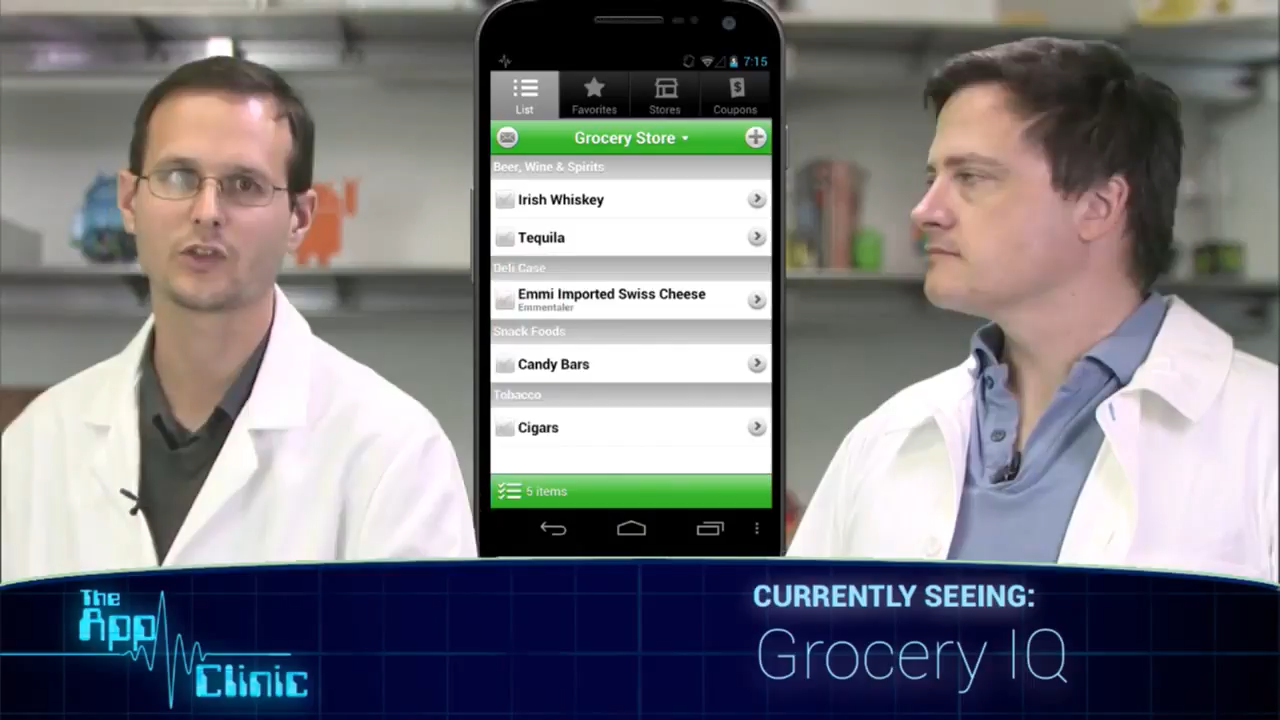 7:15
List
Favorites
Stores
Coupons
Grocery Store
Beer, Wine & Spirits
Irish Whiskey
Tequila
Deli Case
Emmi Imported Swiss Cheese
Emmentaler
Snack Foods
Candy Bars
Tobacco
Cigars
5 items
The
App
Clinic
CURRENTLY SEEING:
Grocery IQ